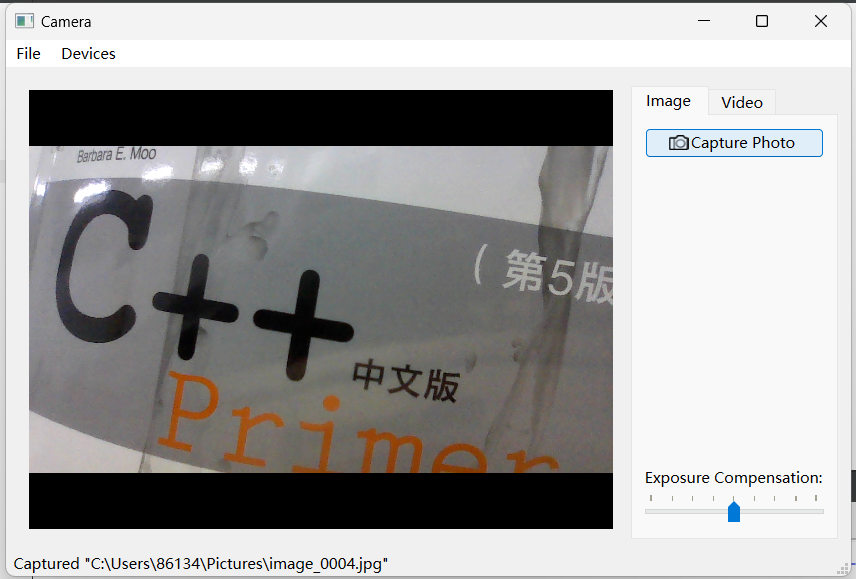 Camera
File Devices
Image Video
Capture Photo
Barbara E. Moo
C++
(第5版
中文版
Primer
Exposure Compensation:
Captured "C:\Users\86134\Pictures\image_0004.jpg"